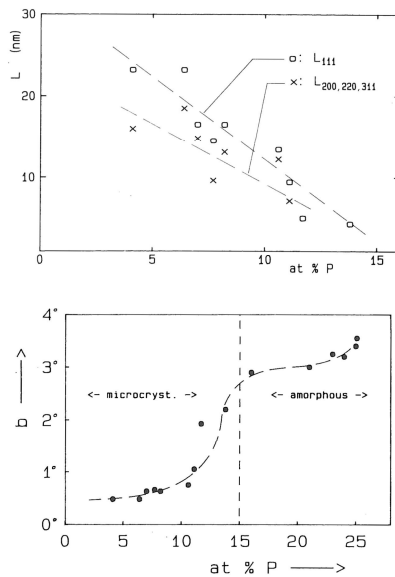 30
(nm)
L
20
10
□: L111
×: L200,220,311
0
5
10
15
at % P
4°
3°
2°
1°
0°
b ⟶
<- microcryst. ->
<- amorphous ->
0
5
10
15
20
25
at % P ⟶